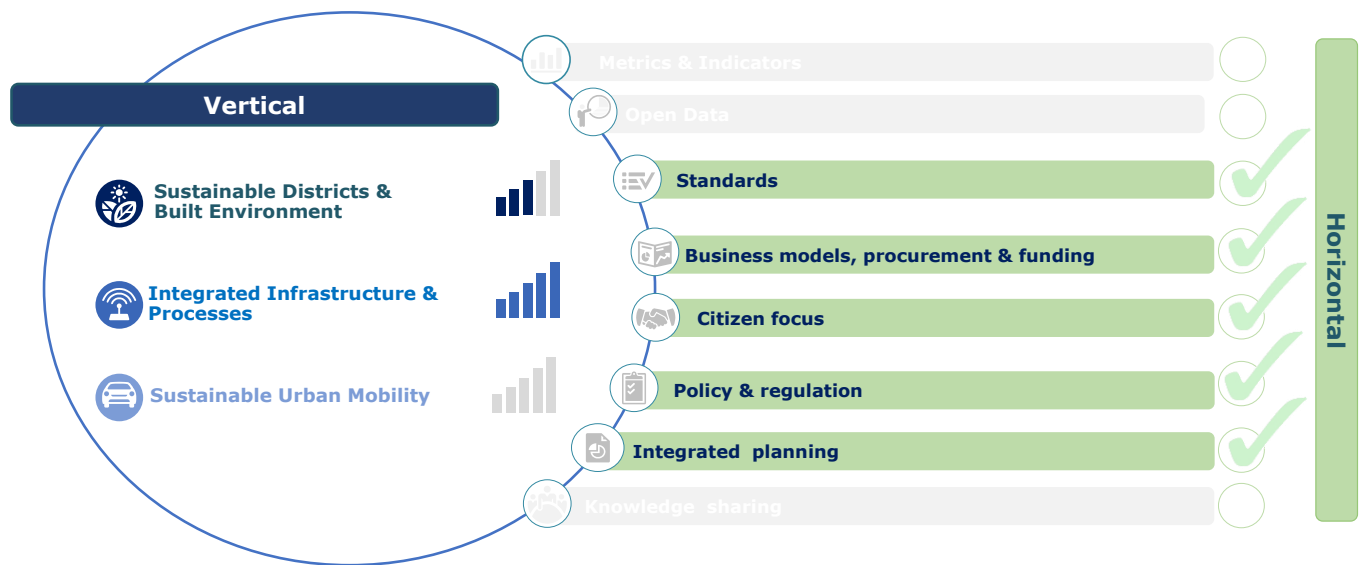 Vertical
Sustainable Districts &
Built Environment
Integrated Infrastructure &
Processes
Sustainable Urban Mobility
Metrics & Indicators
Open Data
Standards
Business models, procurement & funding
Citizen focus
Policy & regulation
Integrated planning
Knowledge sharing
Horizontal